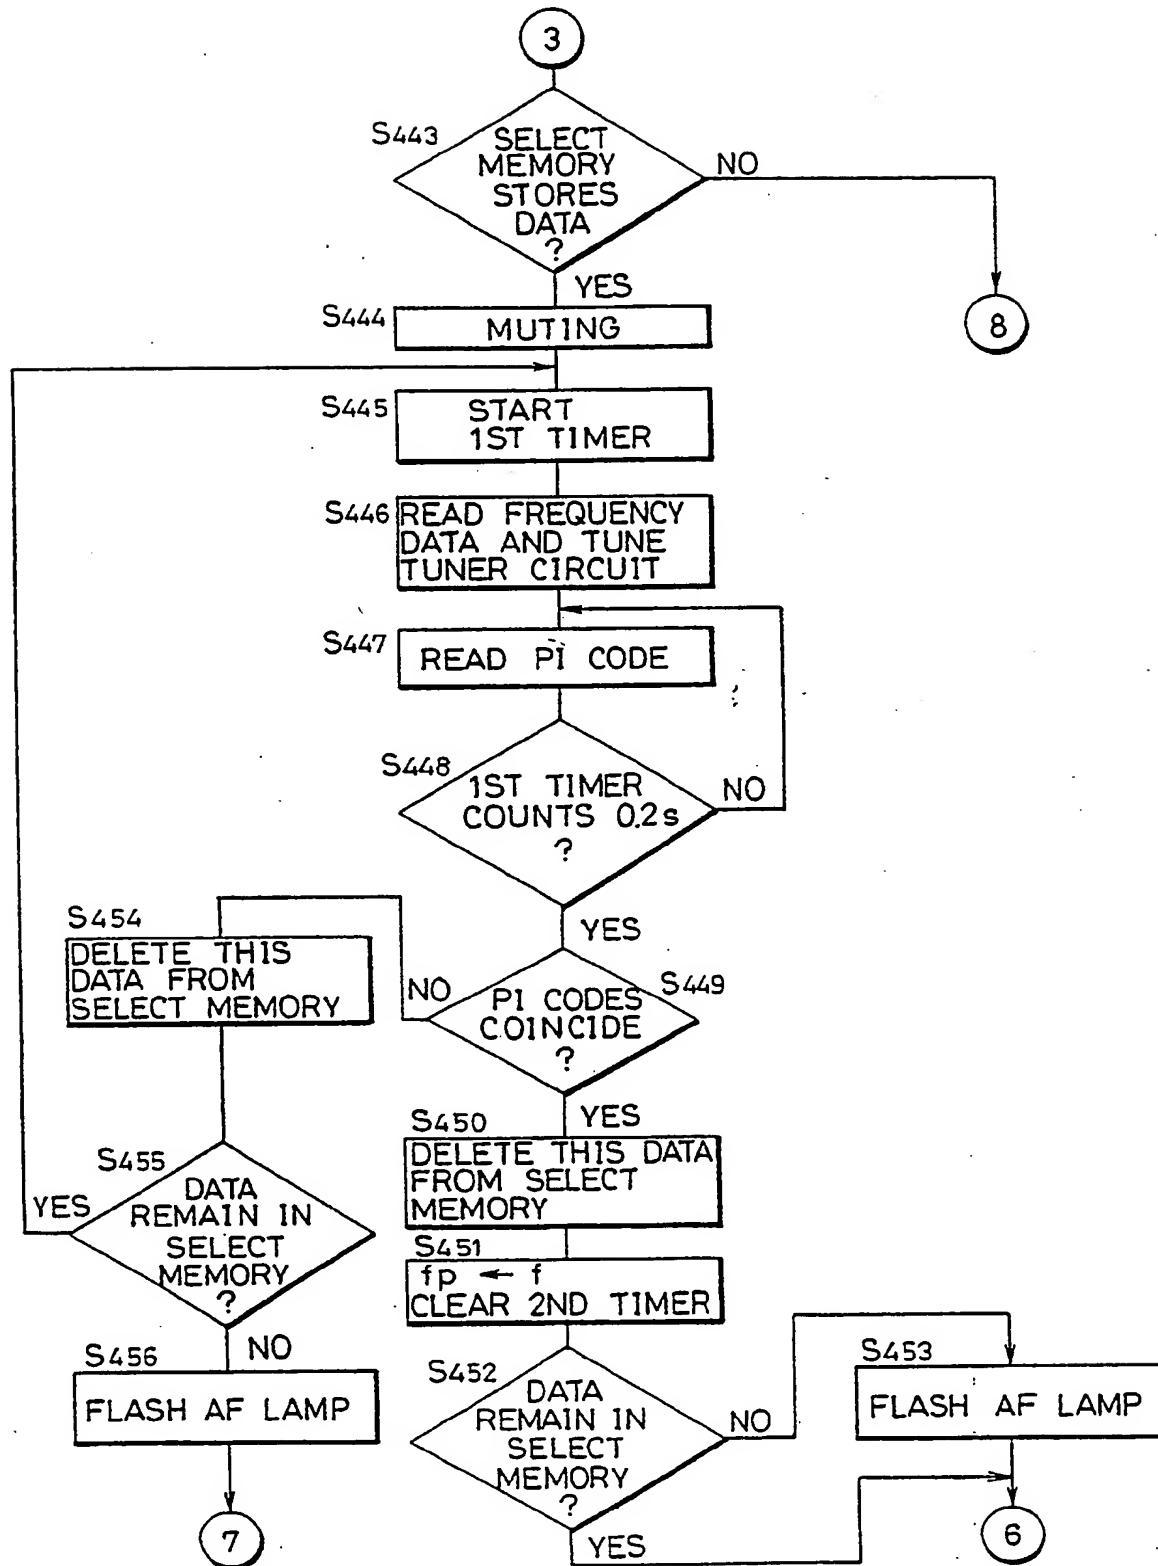 3
S443
SELECT
MEMORY
STORES
DATA
?
NO
YES
8
S444
MUTING
S445
START
1ST TIMER
S446
READ FREQUENCY
DATA AND TUNE
TUNER CIRCUIT
S447
READ PI CODE
S448
1ST TIMER
COUNTS 0.2s
?
NO
YES
S454
DELETE THIS
DATA FROM
SELECT MEMORY
NO
S449
PI CODES
COINCIDE
?
YES
S450
DELETE THIS DATA
FROM SELECT
MEMORY
S455
YES
DATA
REMAIN IN
SELECT
MEMORY
?
NO
S451
fp ← f
CLEAR 2ND TIMER
S456
FLASH AF LAMP
S452
DATA
REMAIN IN
SELECT
MEMORY
?
NO
YES
S453
FLASH AF LAMP
7
6